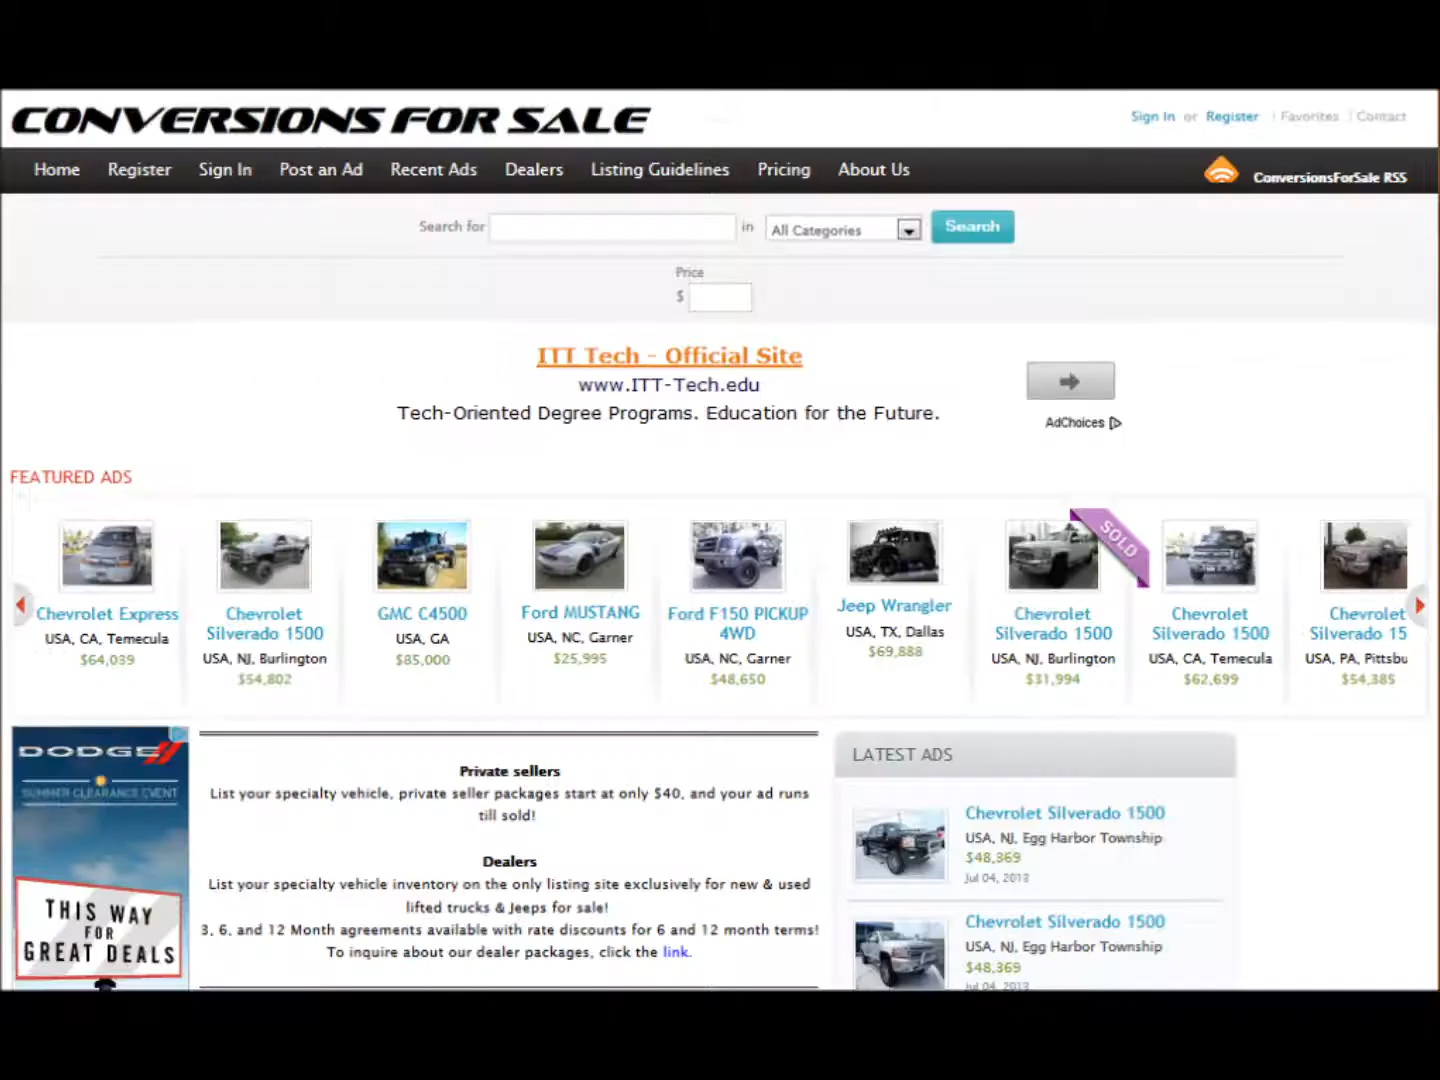 CONVERSIONS FOR SALE
Sign In or Register | Favorites | Contact
Home Register Sign In Post an Ad Recent Ads Dealers Listing Guidelines Pricing About Us ConversionsForSale RSS
Search for in All Categories Search
Price
$
ITT Tech - Official Site
www.ITT-Tech.edu
Tech-Oriented Degree Programs. Education for the Future.
AdChoices
FEATURED ADS
SOLD
Chevrolet Express
USA, CA, Temecula
$64,039
Chevrolet
Silverado 1500
USA, NJ, Burlington
$54,802
GMC C4500
USA, GA
$85,000
Ford MUSTANG
USA, NC, Garner
$25,995
Ford F150 PICKUP
4WD
USA, NC, Garner
$48,650
Jeep Wrangler
USA, TX, Dallas
$69,888
Chevrolet
Silverado 1500
USA, NJ, Burlington
$31,994
Chevrolet
Silverado 1500
USA, CA, Temecula
$62,699
Chevrolet
Silverado 15
USA, PA, Pittsbu
$54,385
DODGE
SUMMER CLEARANCE EVENT
THIS WAY
FOR
GREAT DEALS
Private sellers
List your specialty vehicle, private seller packages start at only $40, and your ad runs
till sold!
Dealers
List your specialty vehicle inventory on the only listing site exclusively for new & used
lifted trucks & Jeeps for sale!
3, 6, and 12 Month agreements available with rate discounts for 6 and 12 month terms!
To inquire about our dealer packages, click the link.
LATEST ADS
Chevrolet Silverado 1500
USA, NJ, Egg Harbor Township
$48,369
Jul 04, 2013
Chevrolet Silverado 1500
USA, NJ, Egg Harbor Township
$48,369
Jul 04, 2013